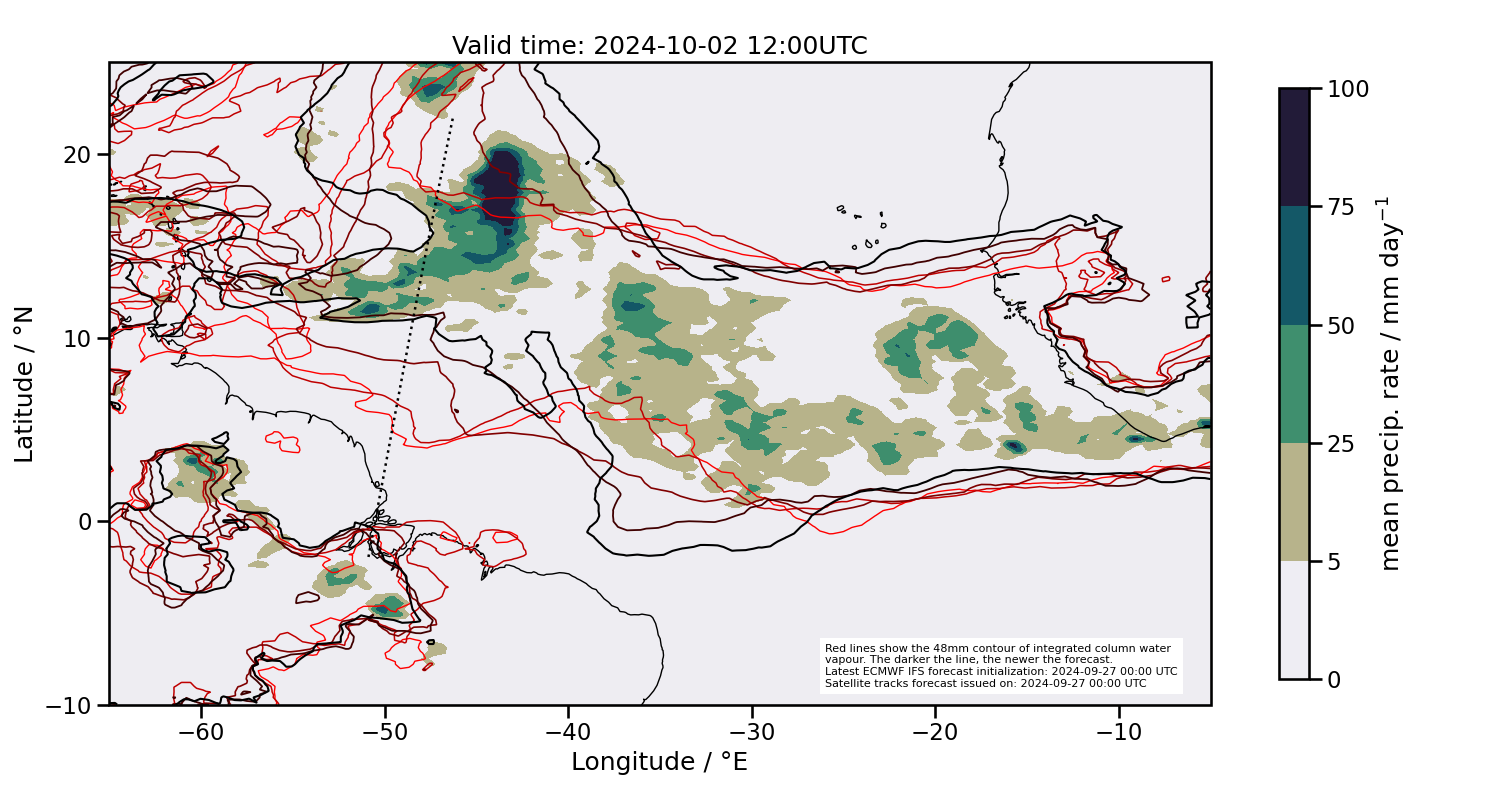 Valid time: 2024-10-02 12:00UTC
20
10
0
−10
Latitude / °N
−60
−50
−40
−30
−20
−10
Longitude / °E
Red lines show the 48mm contour of integrated column water
vapour. The darker the line, the newer the forecast.
Latest ECMWF IFS forecast initialization: 2024-09-27 00:00 UTC
Satellite tracks forecast issued on: 2024-09-27 00:00 UTC
100
75
50
25
5
0
mean precip. rate / mm day⁻¹